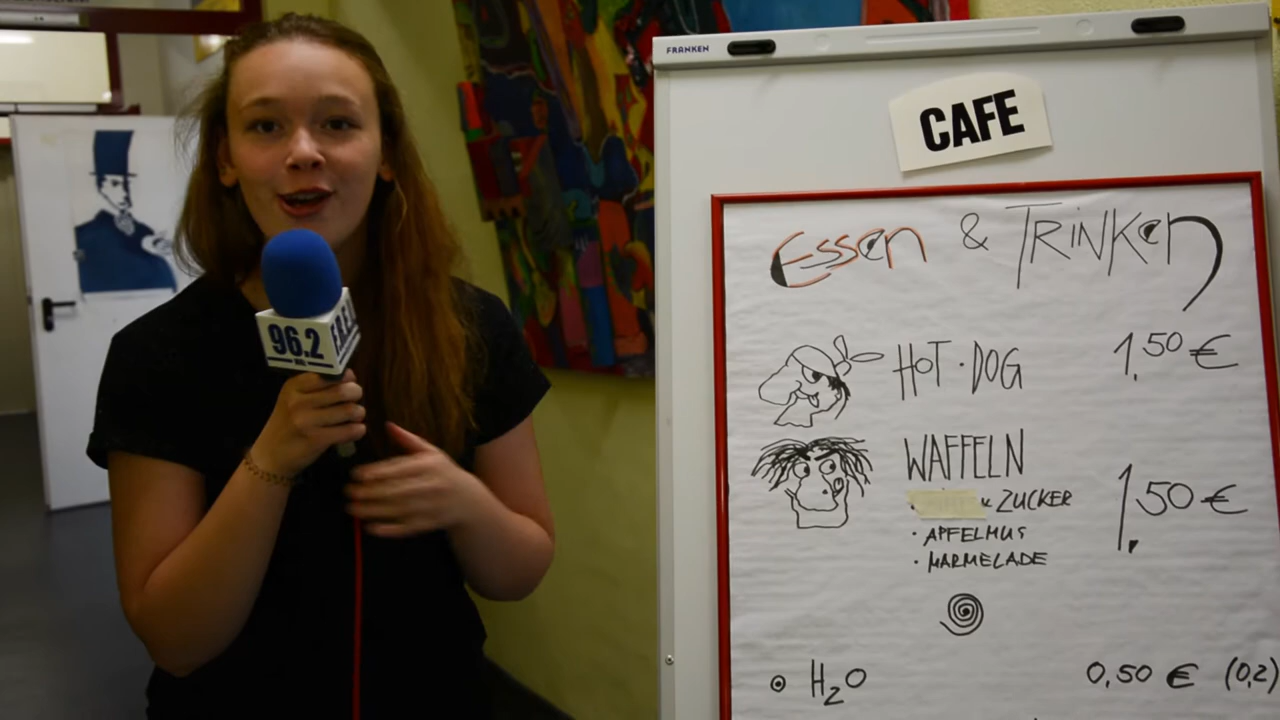 FRANKEN
CAFE
Essen & TRiNKen
HOT·DOG 1,50 €
WAFFELN 1,50 €
& ZUCKER
· APFELMUS
· MARMELADE
H2O 0,50 € (0,2)
96.2